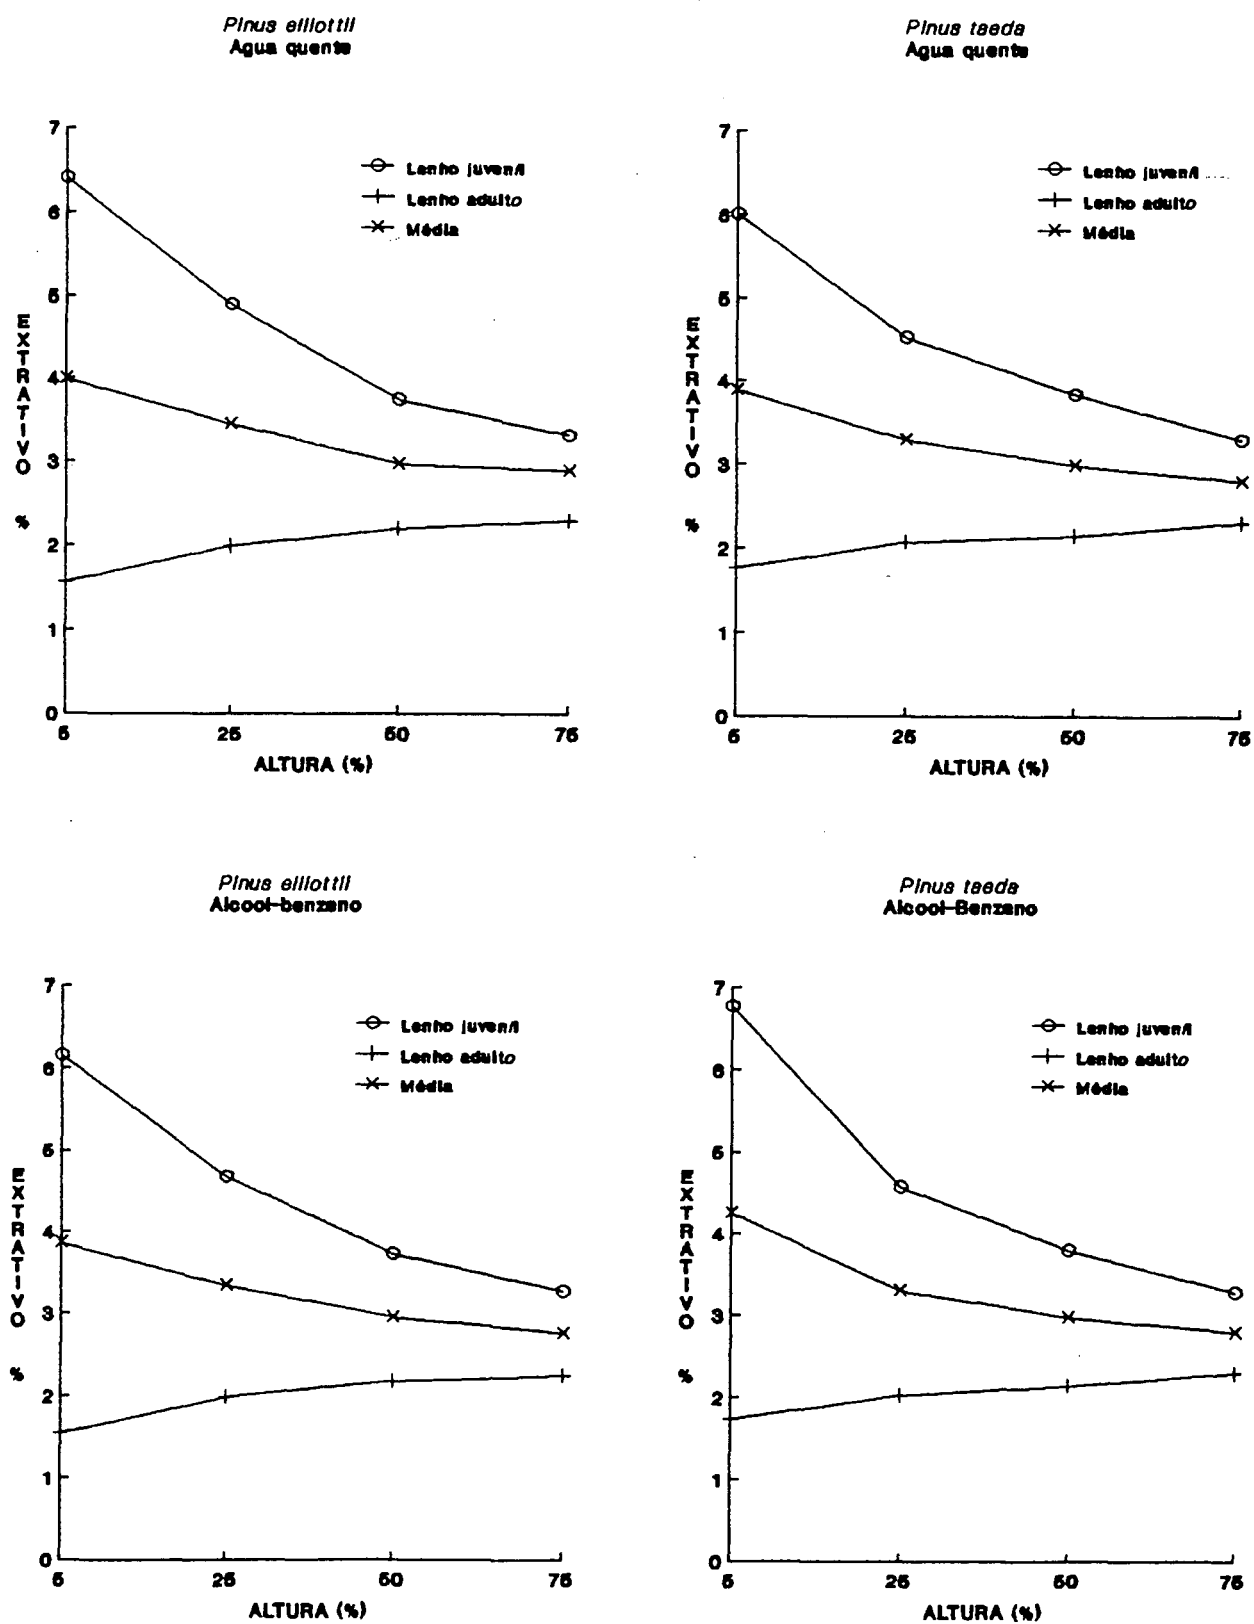 Pinus elliottii
Agua quente
7
6
5
4
3
2
1
0
EXTRATIVO %
Lenho juvenil
Lenho adulto
Média
5 25 50 75
ALTURA (%)
Pinus taeda
Agua quente
7
6
5
4
3
2
1
0
EXTRATIVO %
Lenho juvenil
Lenho adulto
Média
5 25 50 75
ALTURA (%)
Pinus elliottii
Alcool-benzeno
7
6
5
4
3
2
1
0
EXTRATIVO %
Lenho juvenil
Lenho adulto
Média
5 25 50 75
ALTURA (%)
Pinus taeda
Alcool-Benzeno
7
6
5
4
3
2
1
0
EXTRATIVO %
Lenho juvenil
Lenho adulto
Média
5 25 50 75
ALTURA (%)